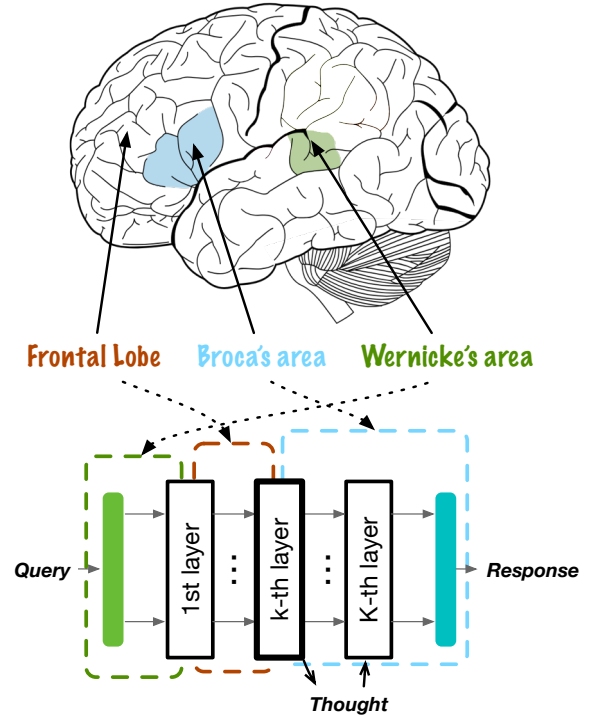 Frontal Lobe
Broca's area
Wernicke's area
Query
1st layer
...
k-th layer
...
K-th layer
Response
Thought